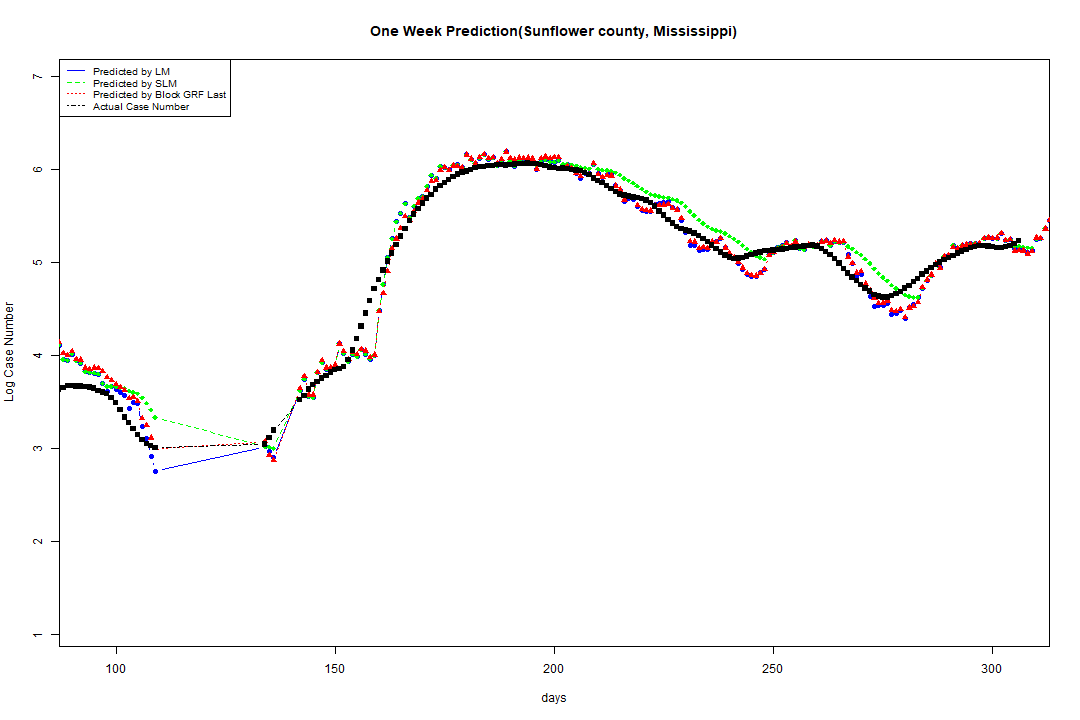 One Week Prediction(Sunflower county, Mississippi)
Predicted by LM
Predicted by SLM
Predicted by Block GRF Last
Actual Case Number
7
6
5
4
3
2
1
Log Case Number
100 150 200 250 300
days